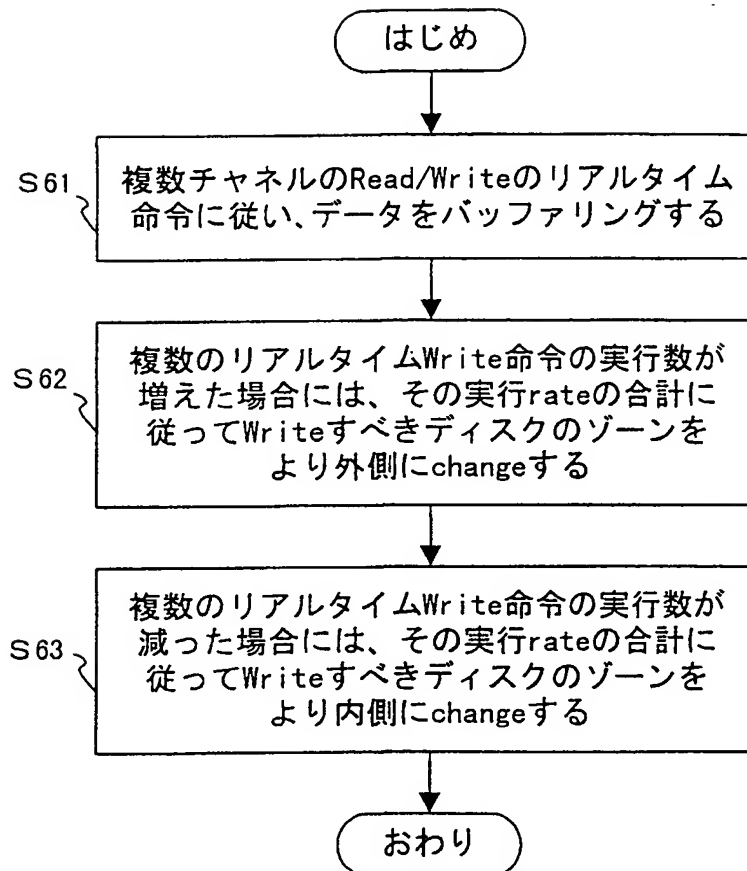 はじめ
S61
複数チャネルのRead/Writeのリアルタイム
命令に従い、データをバッファリングする
S62
複数のリアルタイムWrite命令の実行数が
増えた場合には、その実行rateの合計に
従ってWriteすべきディスクのゾーンを
より外側にchangeする
S63
複数のリアルタイムWrite命令の実行数が
減った場合には、その実行rateの合計に
従ってWriteすべきディスクのゾーンを
より内側にchangeする
おわり